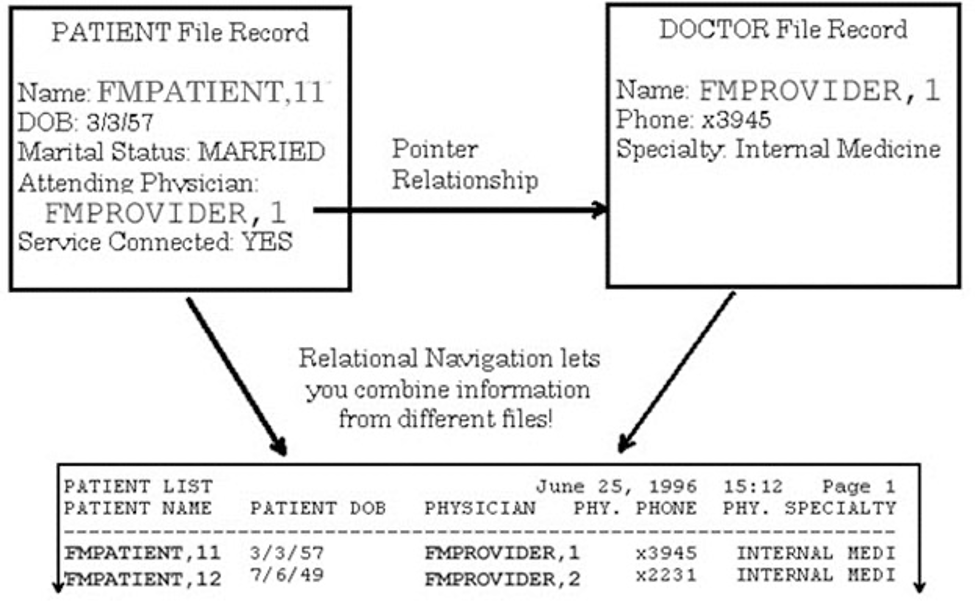 PATIENT File Record
Name: FMPATIENT,11
DOB: 3/3/57
Marital Status: MARRIED
Attending Physician:
FMPROVIDER,1
Service Connected: YES
Pointer
Relationship
DOCTOR File Record
Name: FMPROVIDER,1
Phone: x3945
Specialty: Internal Medicine
Relational Navigation lets
you combine information
from different files!
PATIENT LIST June 25, 1996 15:12 Page 1
PATIENT NAME PATIENT DOB PHYSICIAN PHY. PHONE PHY. SPECIALTY
--------------------------------------------------------------------------------
FMPATIENT,11 3/3/57 FMPROVIDER,1 x3945 INTERNAL MEDI
FMPATIENT,12 7/6/49 FMPROVIDER,2 x2231 INTERNAL MEDI